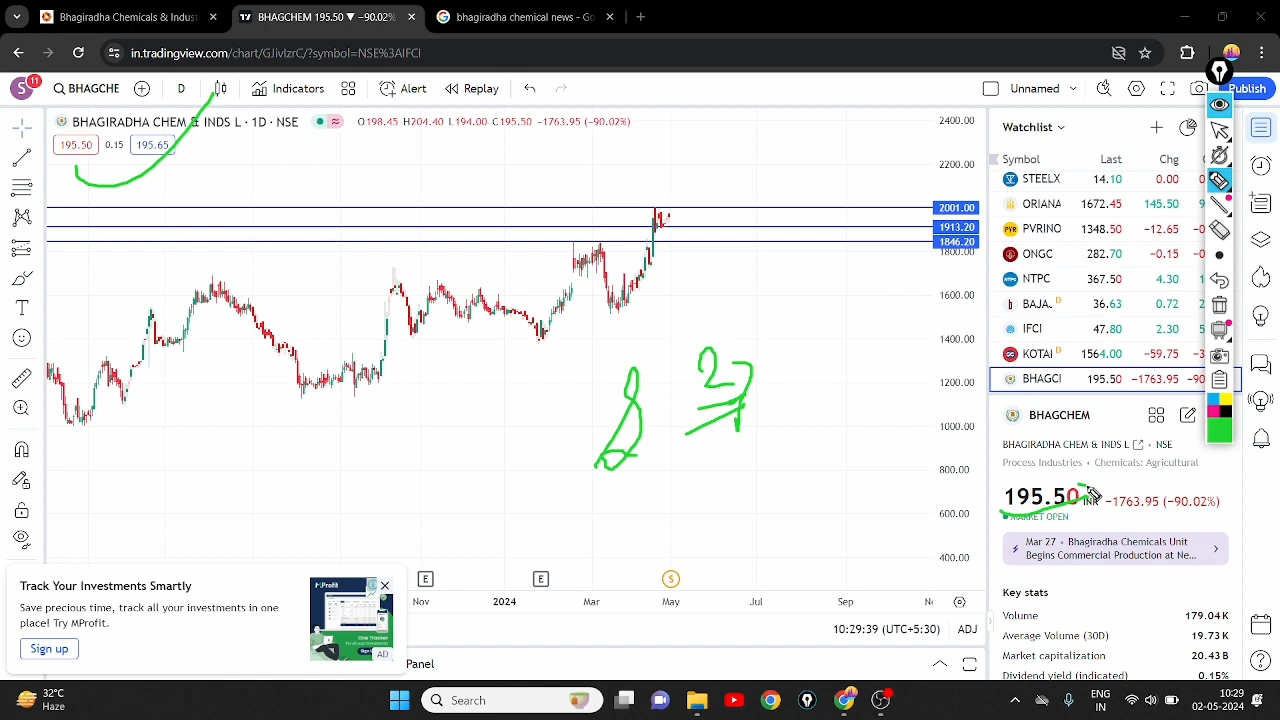 Bhagiradha Chemicals & Indust
BHAGCHEM 195.50 ▼ −90.02%
bhagiradha chemical news - Go
in.tradingview.com/chart/GJivIzrC/?symbol=NSE%3AIFCI
S 11
BHAGCHE
D
Indicators
Alert
Replay
Unnamed
Publish
BHAGIRADHA CHEM & INDS L · 1D · NSE
O198.45 H204.40 L194.00 C195.50 −1763.95 (−90.02%)
195.50 0.15 195.65
2400.00
2200.00
2001.00
1913.20
1846.20
1800.00
1600.00
1400.00
1200.00
1000.00
800.00
600.00
400.00
E E S
Nov 2024 Mar May Jul Sep
10:29:39 (UTC+5:30) ADJ
Panel
Track Your Investments Smartly
Save precious time, track all your investments in one
place! Try MProfit.
Sign up
MProfit
AD
Watchlist
Symbol Last Chg
STEELX 14.10 0.00
ORIANA 1672.45 145.50
PYRINO 1348.50 −12.65
ONGC 282.70 −0.15
NTPC 367.50 4.30
BAJA D 36.63 0.72
IFCI 47.80 2.30
KOTAI D 1564.00 −59.75
BHAGCI 195.50 −1763.95
BHAGCHEM
BHAGIRADHA CHEM & INDS L · NSE
Process Industries · Chemicals: Agricultural
195.50 INR −1763.95 (−90.02%)
MARKET OPEN
Mar 27 · Bhagiradha Chemicals Unit
Begins Commercial Production at Ne...
Key stats
Volume 179.04K
Average Volume (30D) 19.73K
Market capitalization 20.43B
Dividend yield (indicated) 0.15%
32°C
Haze
Search
ENG
IN
10:29
02-05-2024